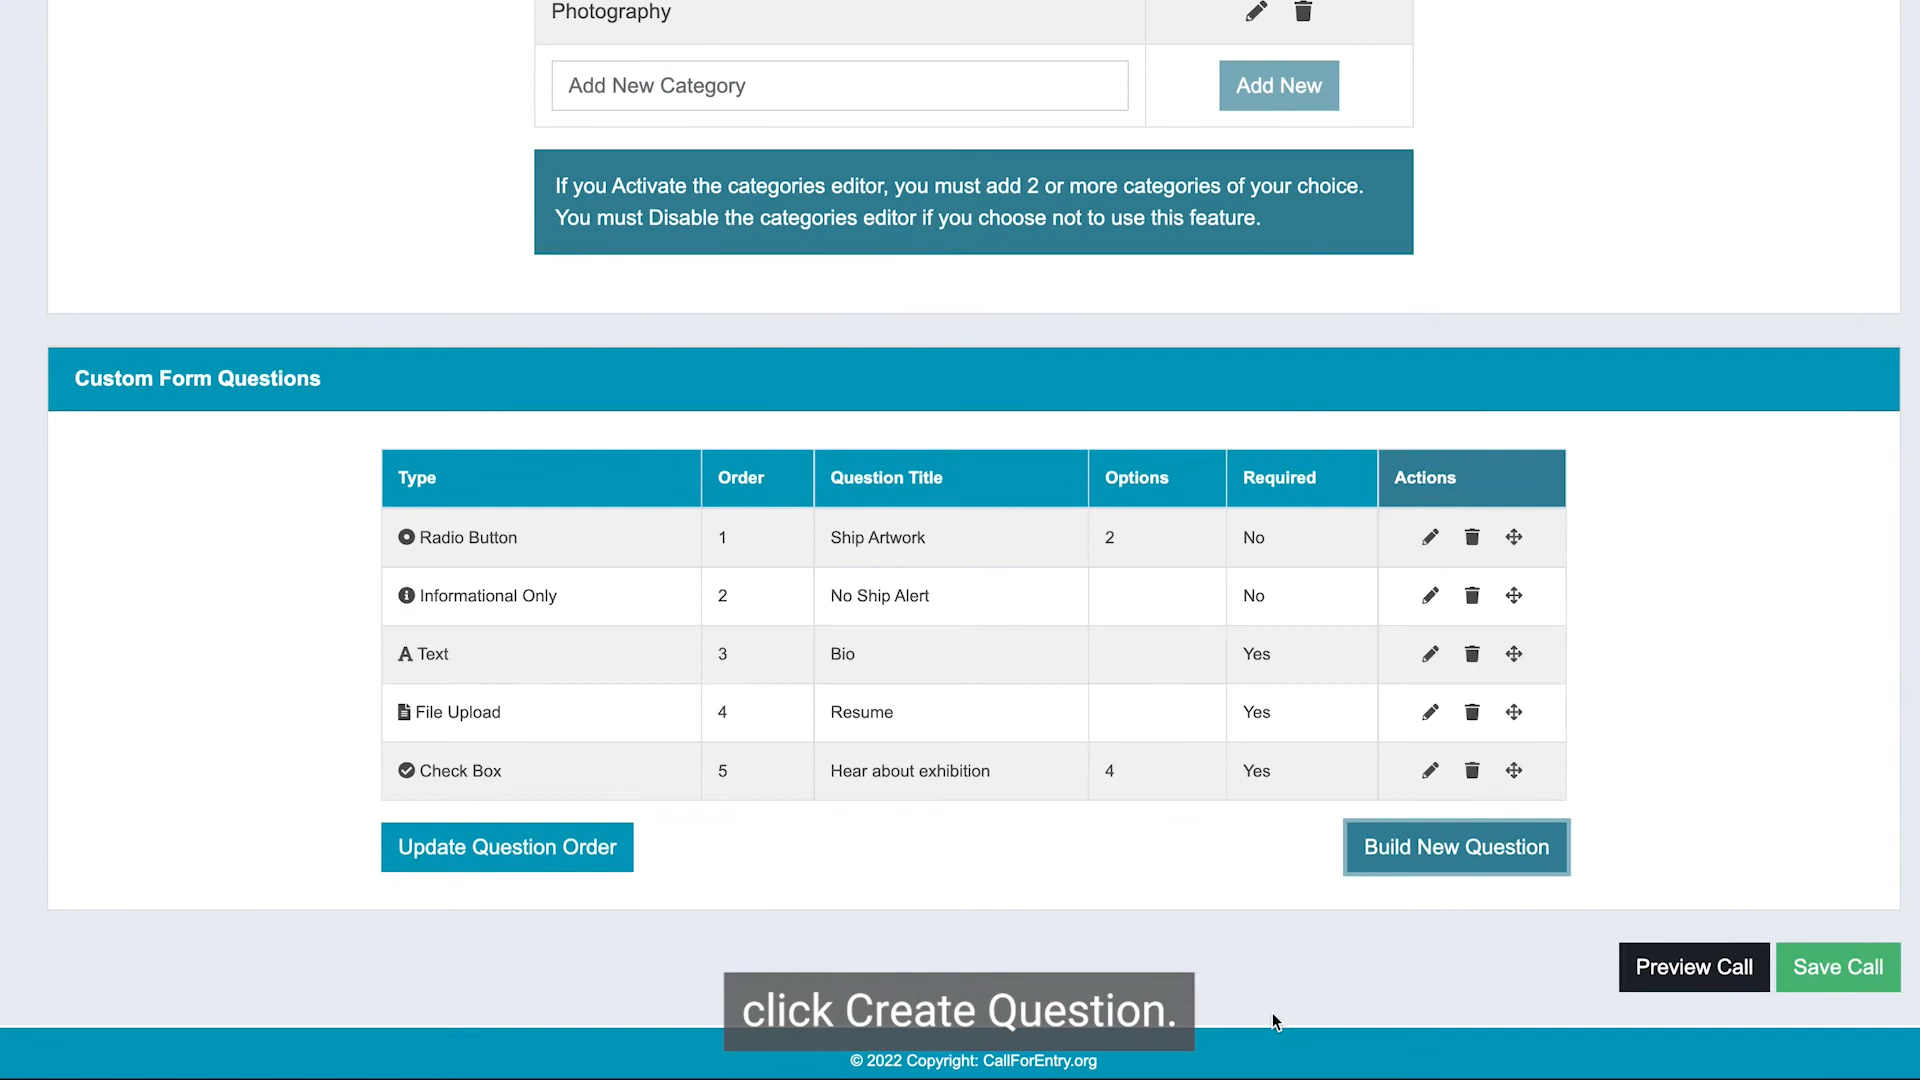 Photography
Add New Category
Add New
If you Activate the categories editor, you must add 2 or more categories of your choice.
You must Disable the categories editor if you choose not to use this feature.
Custom Form Questions
Type Order Question Title Options Required Actions
Radio Button 1 Ship Artwork 2 No
Informational Only 2 No Ship Alert No
Text 3 Bio Yes
File Upload 4 Resume Yes
Check Box 5 Hear about exhibition 4 Yes
Update Question Order
Build New Question
Preview Call
Save Call
click Create Question.
© 2022 Copyright: CallForEntry.org